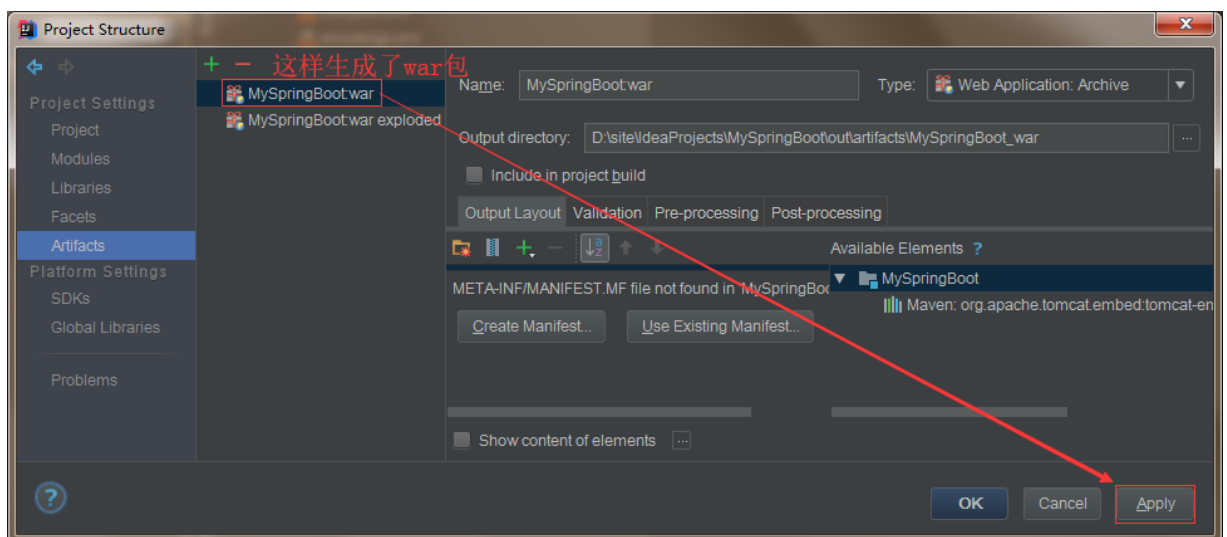 Project Structure
这样生成了war包
Project Settings
Project
Modules
Libraries
Facets
Artifacts
Platform Settings
SDKs
Global Libraries
Problems
MySpringBoot:war
MySpringBoot:war exploded
Name: MySpringBoot:war Type: Web Application: Archive
Output directory: D:\site\IdeaProjects\MySpringBoot\out\artifacts\MySpringBoot_war ...
Include in project build
Output Layout Validation Pre-processing Post-processing
Available Elements ?
META-INF/MANIFEST.MF file not found in 'MySpringBoo
Create Manifest... Use Existing Manifest...
MySpringBoot
Maven: org.apache.tomcat.embed:tomcat-en
Show content of elements ...
? OK Cancel Apply